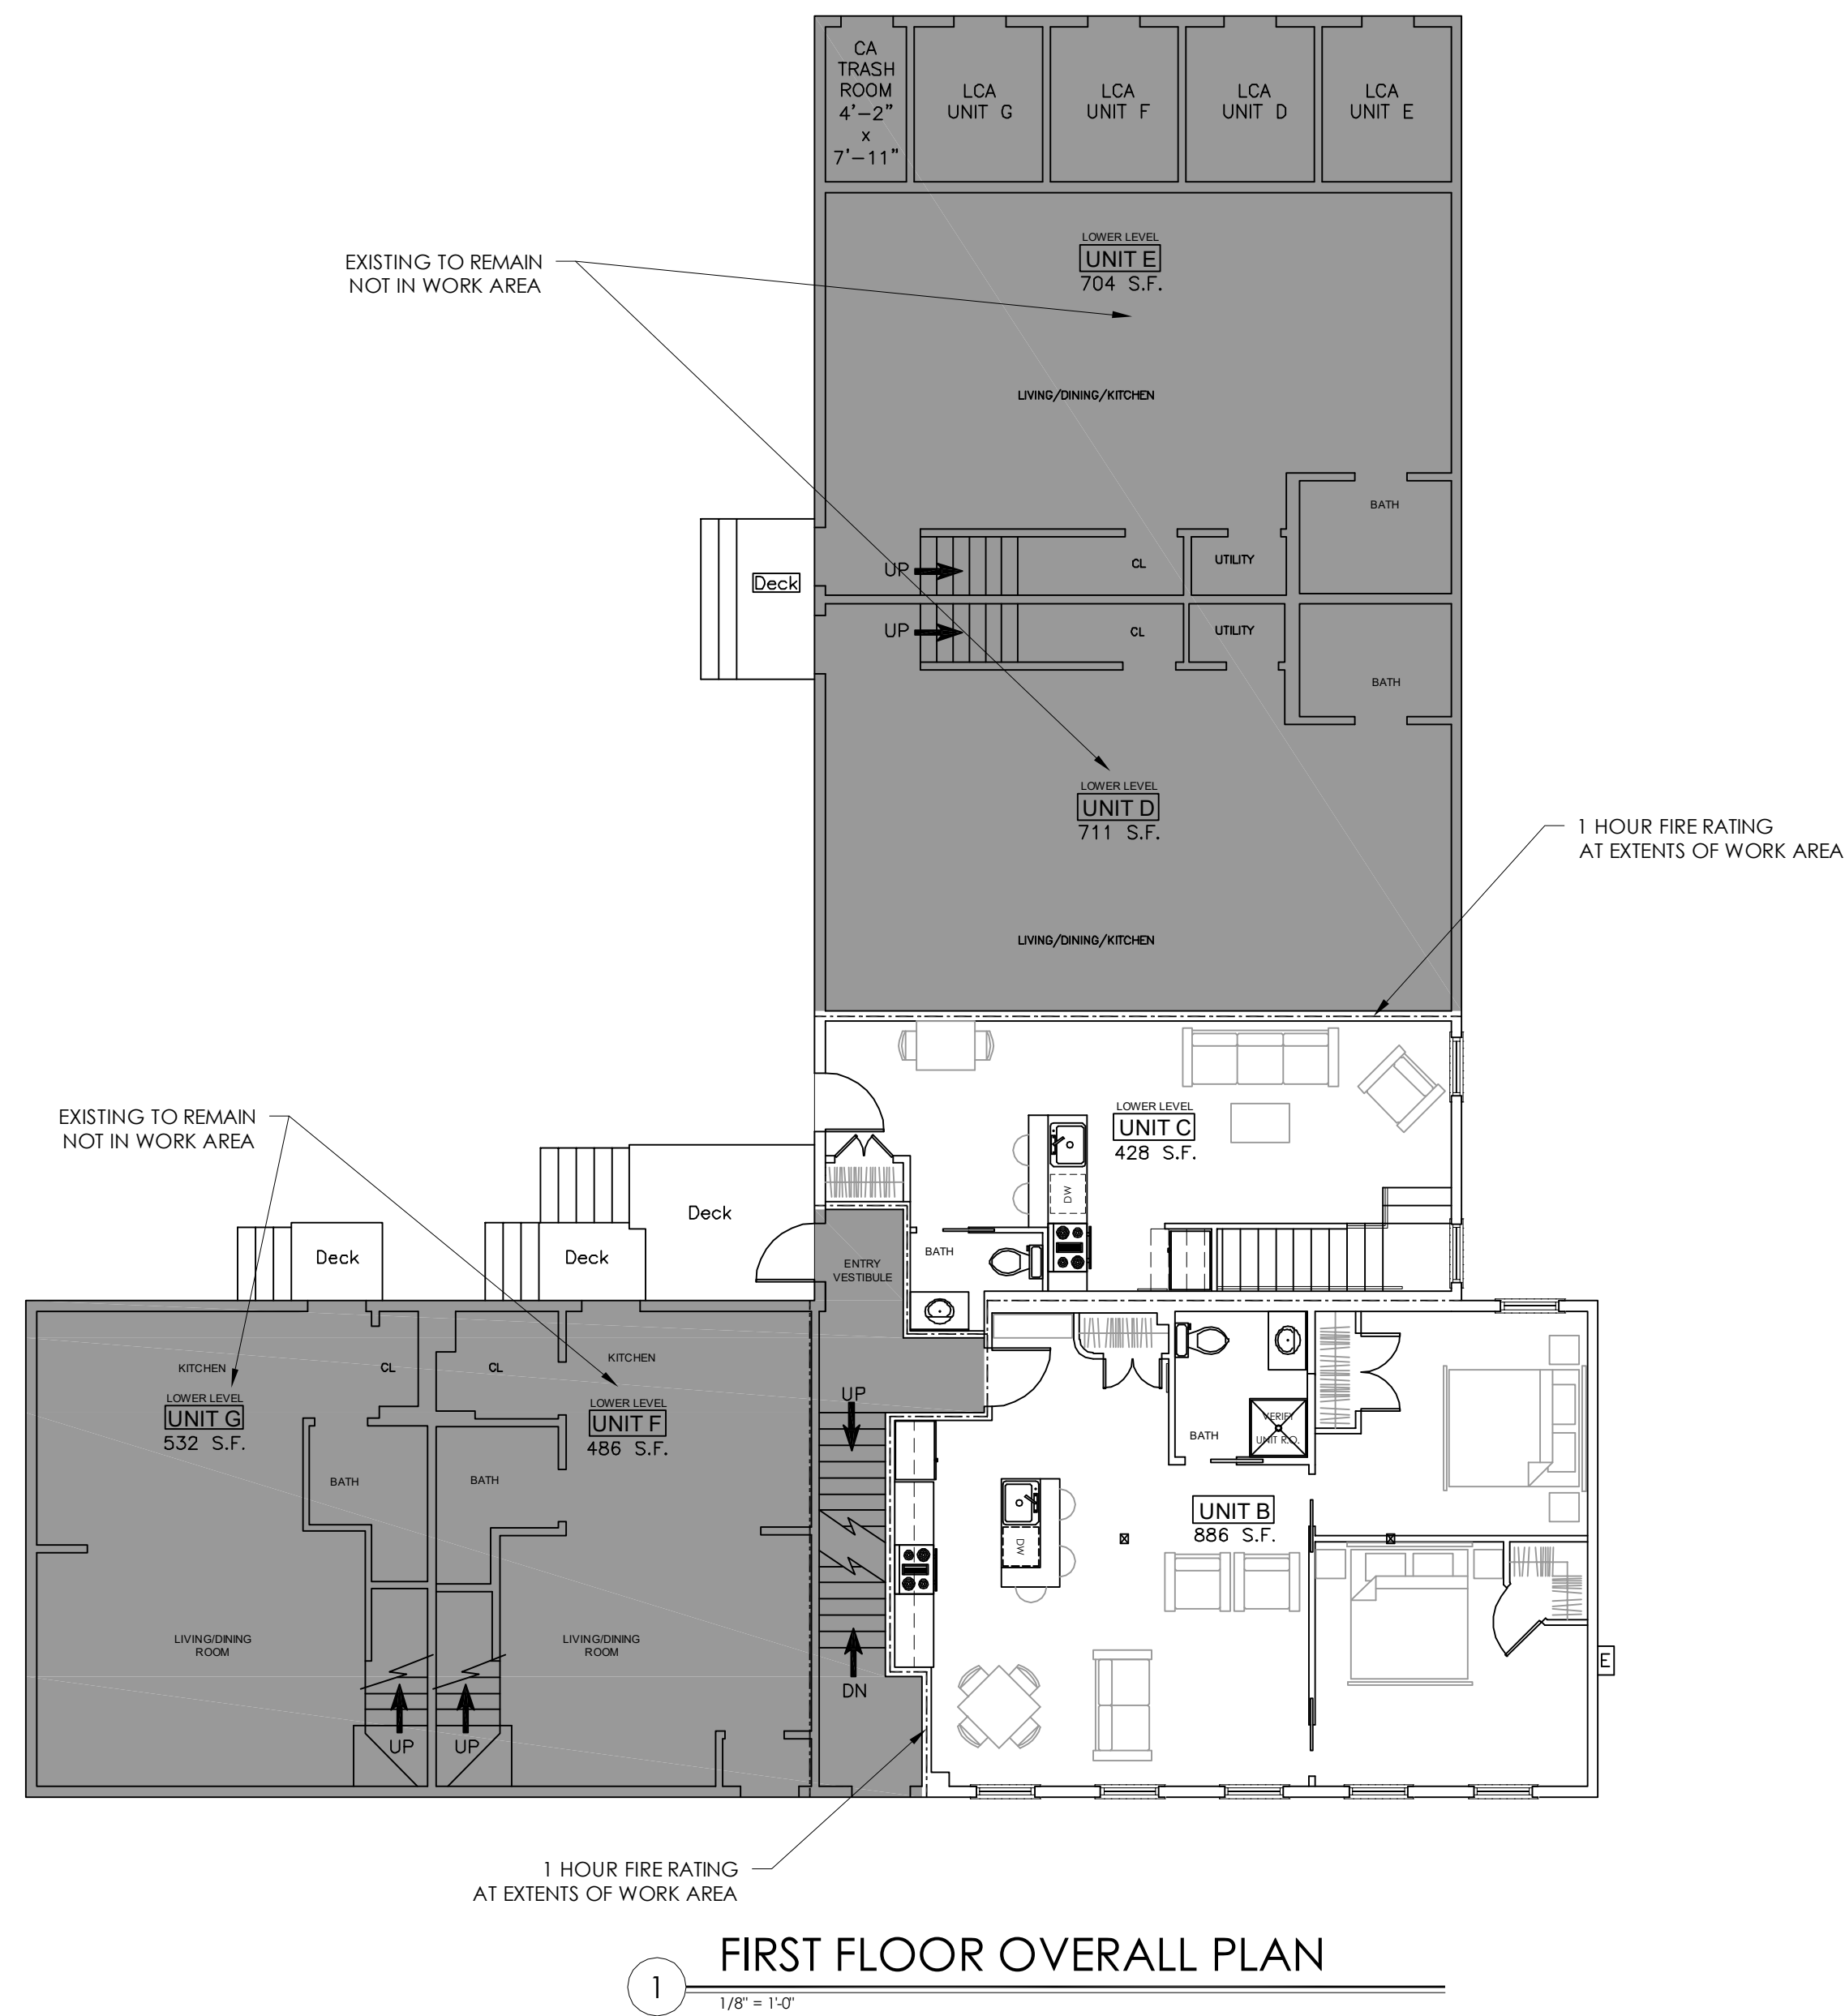 CA
TRASH
ROOM
4'-2"
x
7'-11"
LCA
UNIT G
LCA
UNIT F
LCA
UNIT D
LCA
UNIT E
EXISTING TO REMAIN
NOT IN WORK AREA
LOWER LEVEL
UNIT E
704 S.F.
LIVING/DINING/KITCHEN
BATH
UP
CL
UTILITY
Deck
UP
CL
UTILITY
BATH
LOWER LEVEL
UNIT D
711 S.F.
1 HOUR FIRE RATING
AT EXTENTS OF WORK AREA
LIVING/DINING/KITCHEN
EXISTING TO REMAIN
NOT IN WORK AREA
LOWER LEVEL
UNIT C
428 S.F.
DW
Deck
Deck
Deck
ENTRY
VESTIBULE
BATH
KITCHEN
CL
CL
KITCHEN
LOWER LEVEL
UNIT G
532 S.F.
LOWER LEVEL
UNIT F
486 S.F.
UP
BATH
BATH
BATH
VERIFY
UNIT R.O.
UNIT B
886 S.F.
DW
LIVING/DINING
ROOM
LIVING/DINING
ROOM
DN
E
UP
UP
1 HOUR FIRE RATING
AT EXTENTS OF WORK AREA
1
FIRST FLOOR OVERALL PLAN
1/8" = 1'-0"